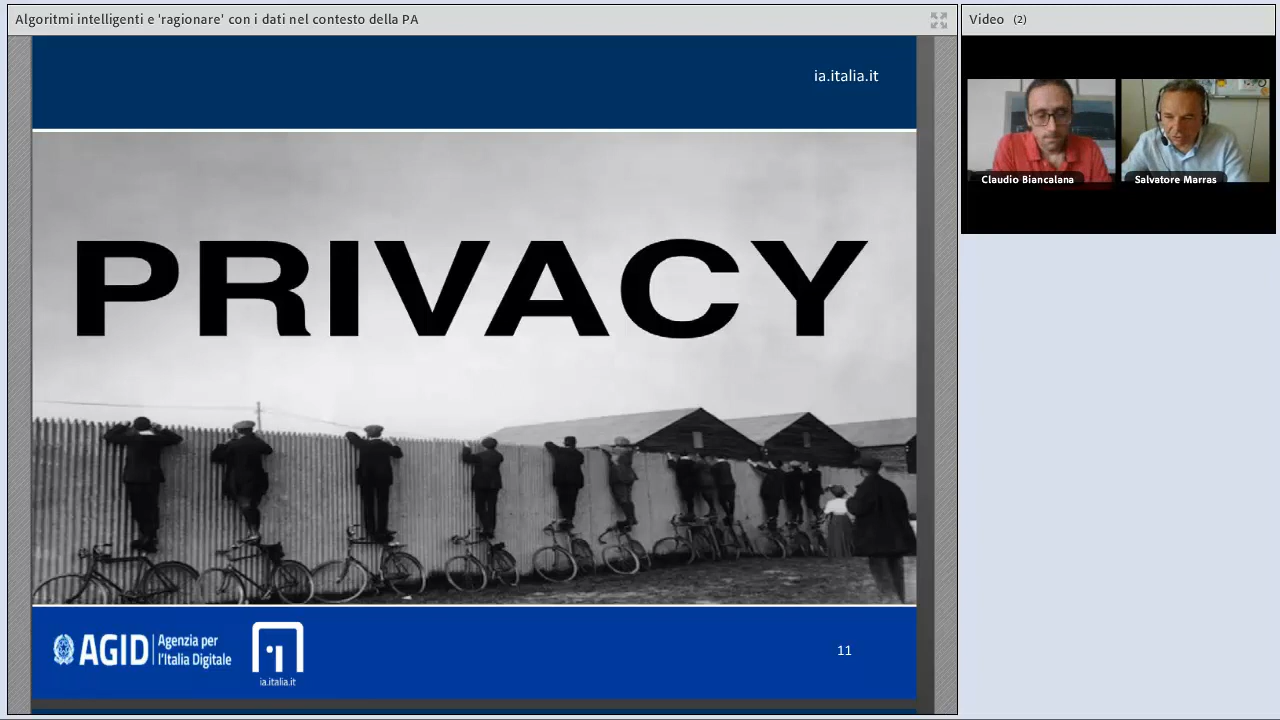 Algoritmi intelligenti e 'ragionare' con i dati nel contesto della PA
Video (2)
ia.italia.it
Claudio Biancalana
Salvatore Marras
PRIVACY
AGID
Agenzia per
l'Italia Digitale
ia.italia.it
11